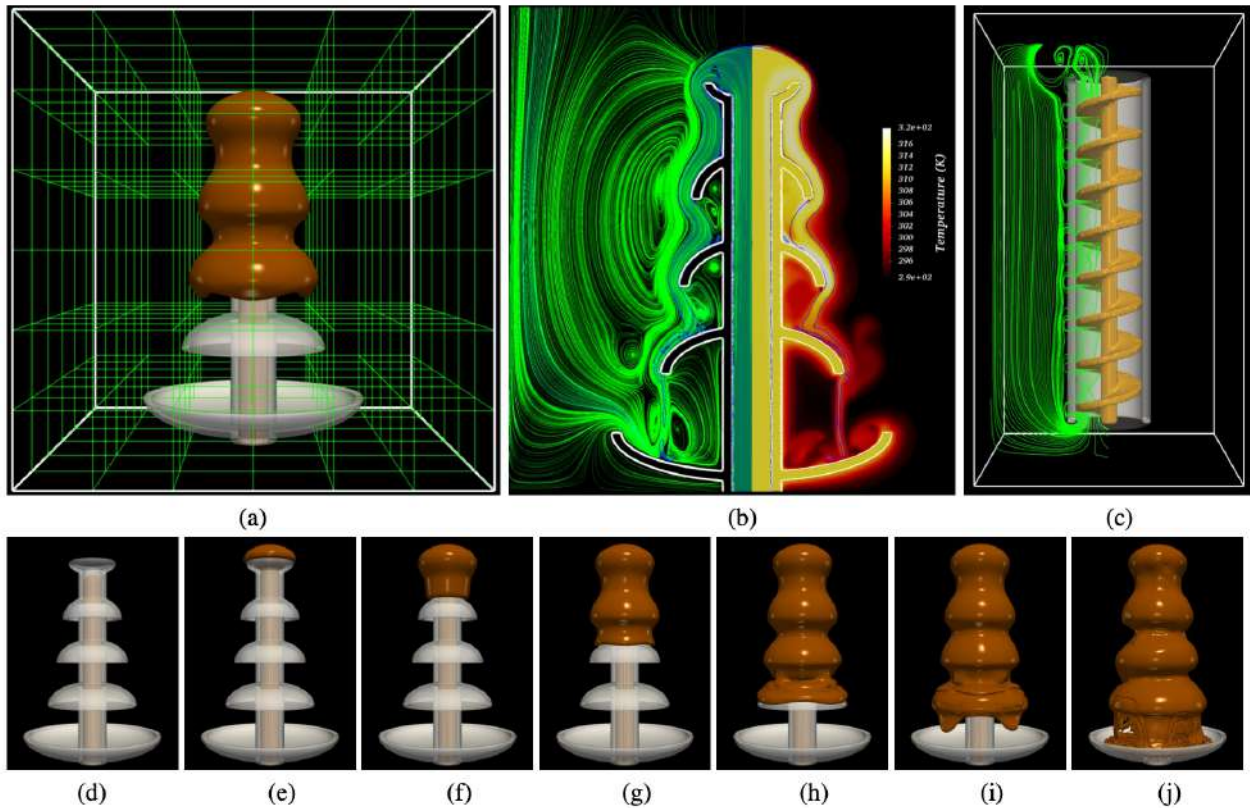 3.2e+02
316
314
312
310
308
306
304
302
300
298
296
2.9e+02
Temperature (K)
(a)
(b)
(c)
(d)
(e)
(f)
(g)
(h)
(i)
(j)